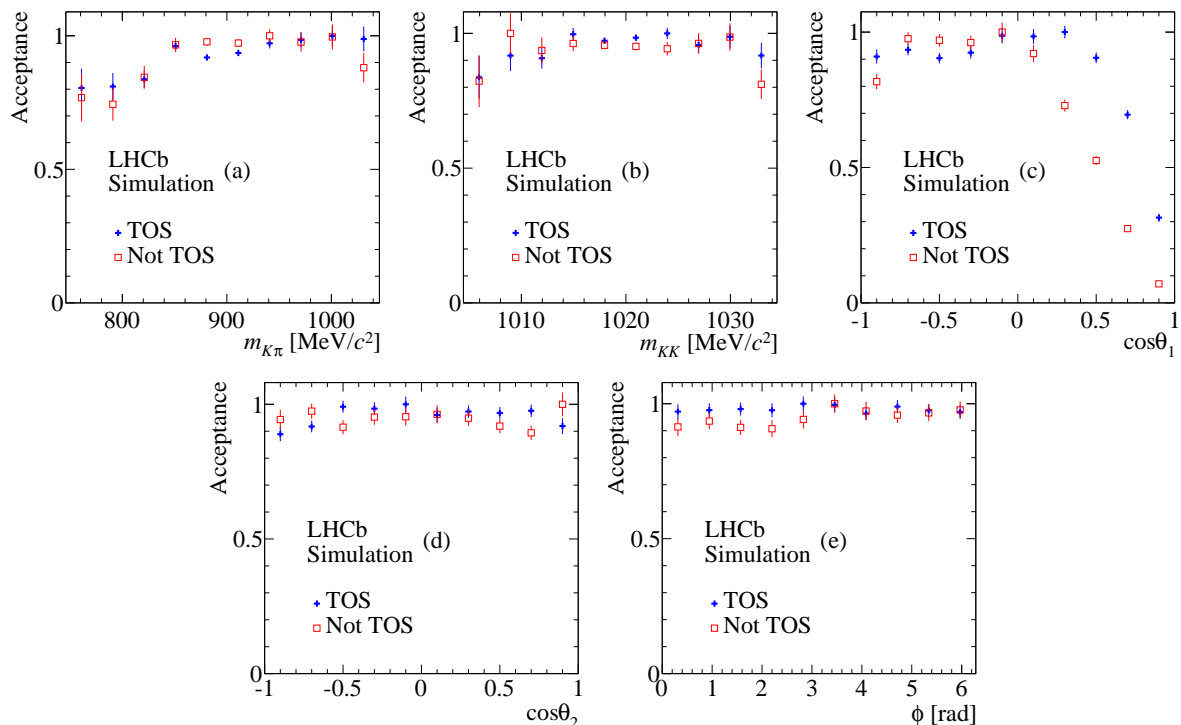 Acceptance
1
0.5
0
LHCb
Simulation
(a)
TOS
Not TOS
800
900
1000
m_{Kπ} [MeV/c²]
Acceptance
1
0.5
0
LHCb
Simulation
(b)
TOS
Not TOS
1010
1020
1030
m_{KK} [MeV/c²]
Acceptance
1
0.5
0
LHCb
Simulation
(c)
TOS
Not TOS
-1
-0.5
0
0.5
1
cosθ₁
Acceptance
1
0.5
0
LHCb
Simulation
(d)
TOS
Not TOS
-1
-0.5
0
0.5
1
cosθ₂
Acceptance
1
0.5
0
LHCb
Simulation
(e)
TOS
Not TOS
0
1
2
3
4
5
6
ϕ [rad]